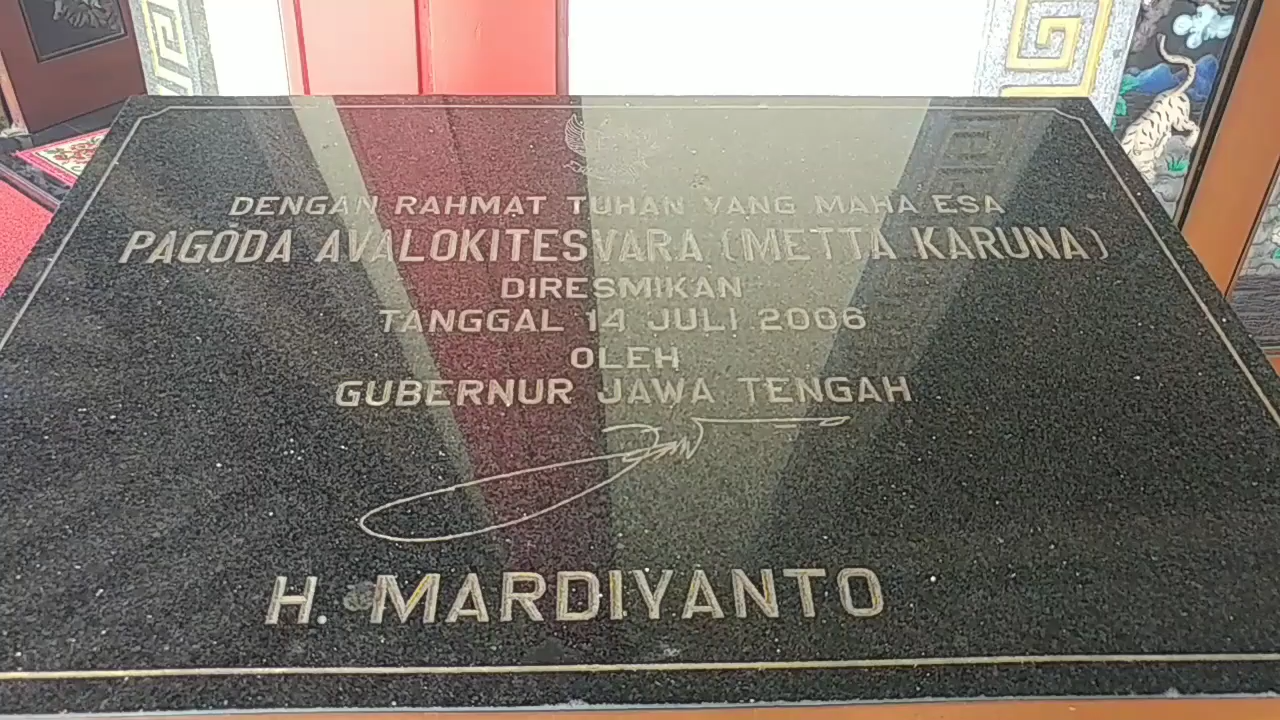 DENGAN RAHMAT TUHAN YANG MAHA ESA
PAGODA AVALOKITESVARA (METTA KARUNA)
DIRESMIKAN
TANGGAL 14 JULI 2006
OLEH
GUBERNUR JAWA TENGAH
H. MARDIYANTO